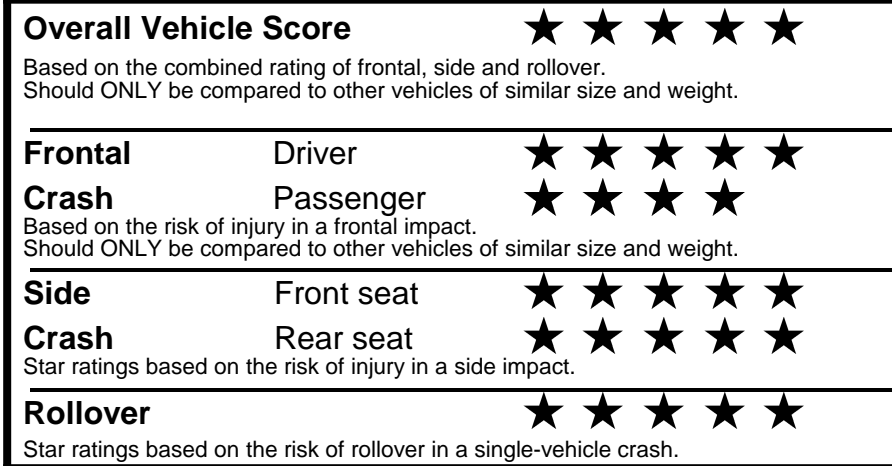 Overall Vehicle Score ★ ★ ★ ★ ★
Based on the combined rating of frontal, side and rollover.
Should ONLY be compared to other vehicles of similar size and weight.
Frontal Driver ★ ★ ★ ★ ★
Crash Passenger ★ ★ ★ ★
Based on the risk of injury in a frontal impact.
Should ONLY be compared to other vehicles of similar size and weight.
Side Front seat ★ ★ ★ ★ ★
Crash Rear seat ★ ★ ★ ★ ★
Star ratings based on the risk of injury in a side impact.
Rollover ★ ★ ★ ★ ★
Star ratings based on the risk of rollover in a single-vehicle crash.